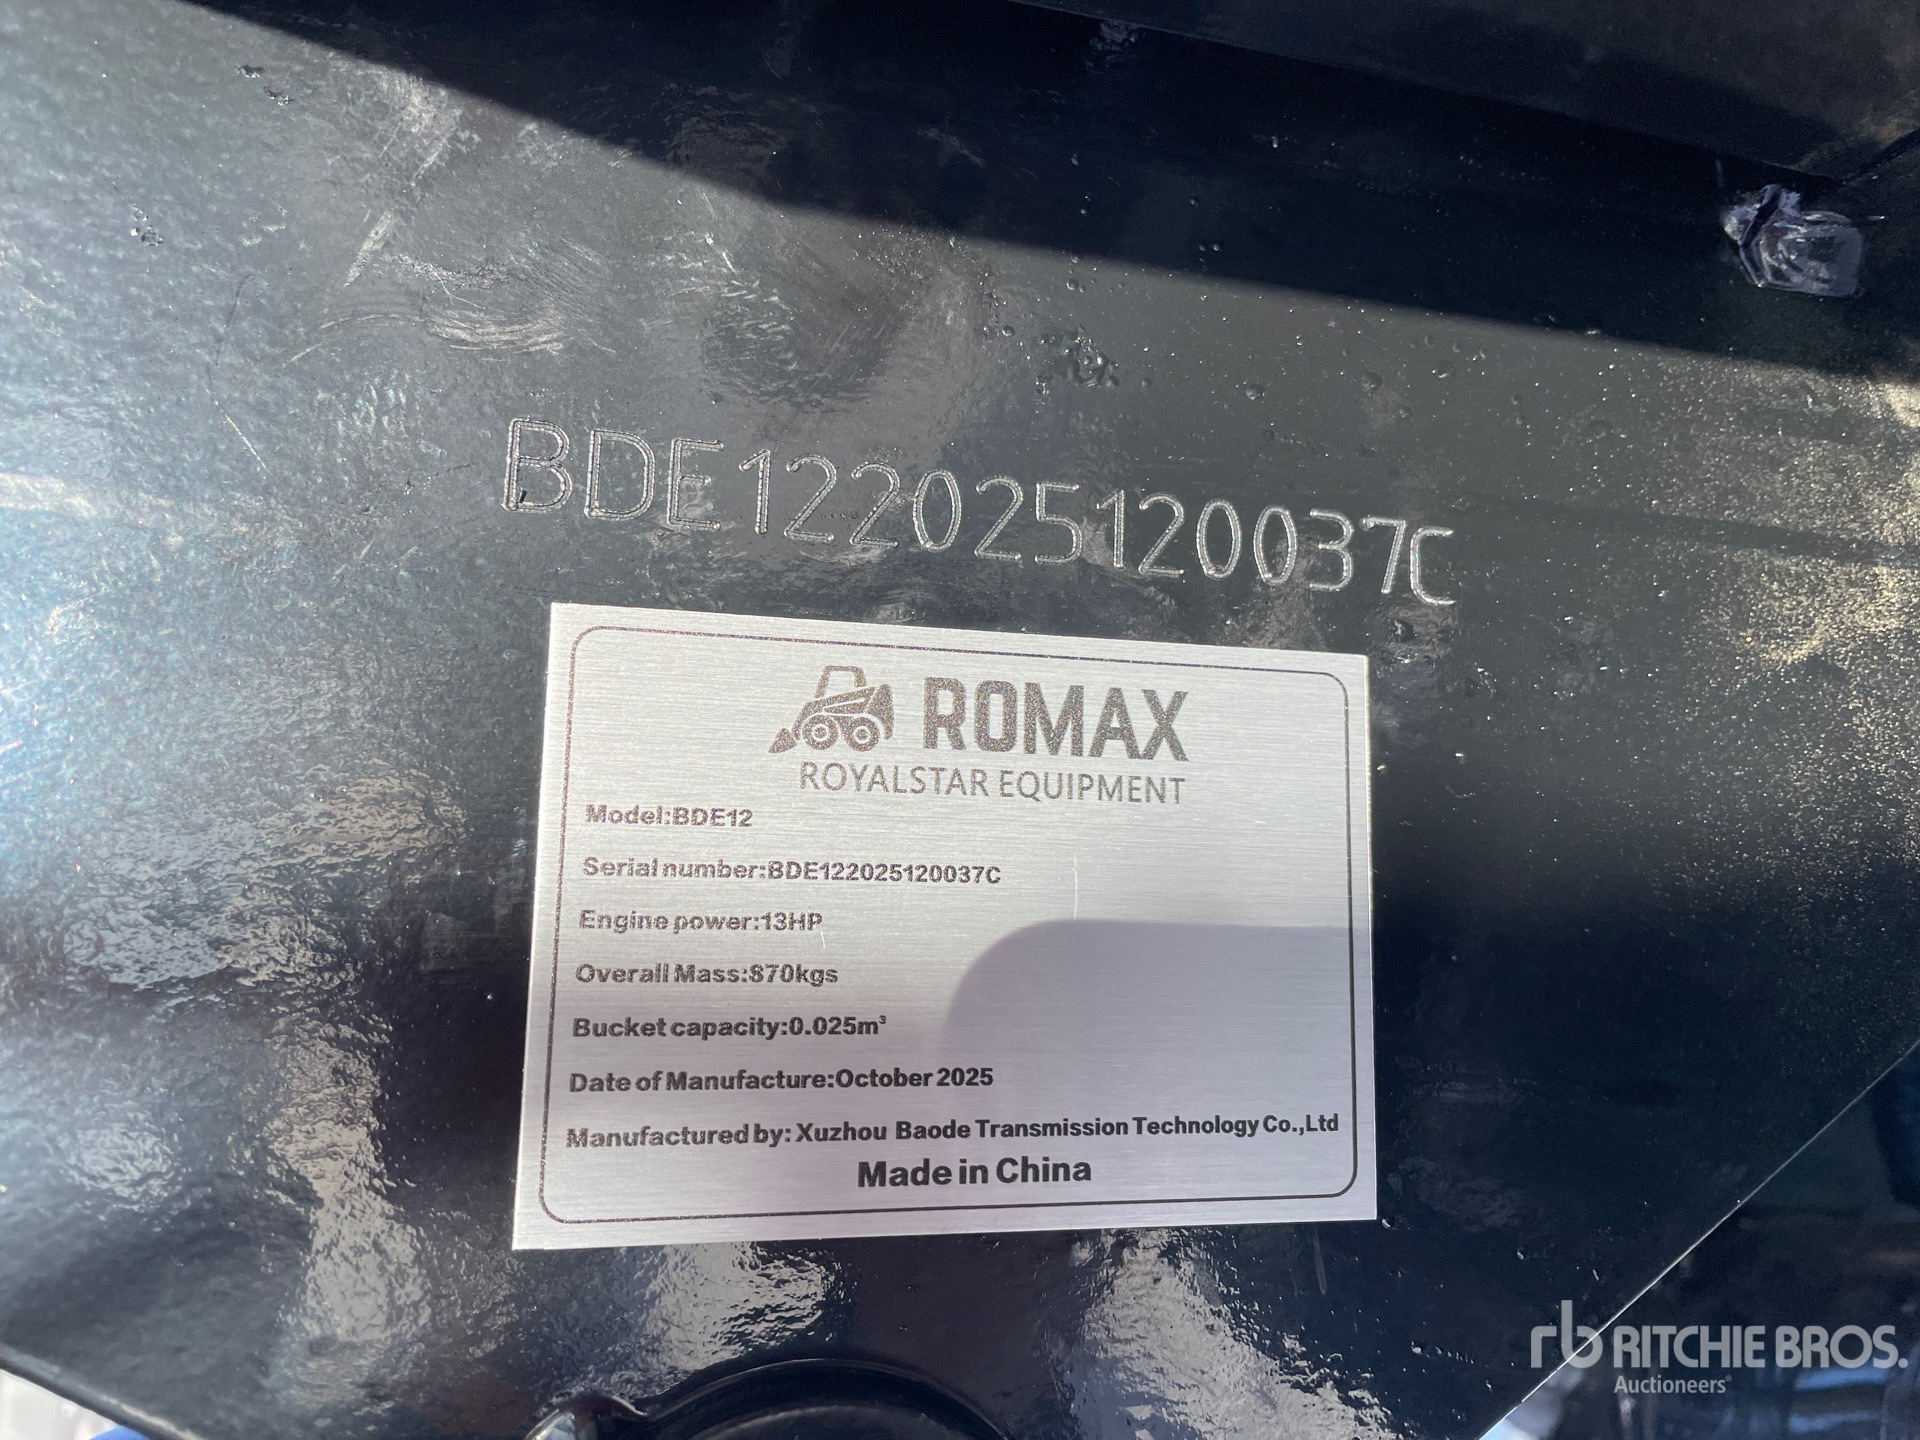 BDE122025120037C
ROMAX
ROYALSTAR EQUIPMENT
Model:BDE12
Serial number:BDE122025120037C
Engine power:13HP
Overall Mass:870kgs
Bucket capacity:0.025m³
Date of Manufacture:October 2025
Manufactured by: Xuzhou Baode Transmission Technology Co.,Ltd
Made in China
rb RITCHIE BROS.
Auctioneers®